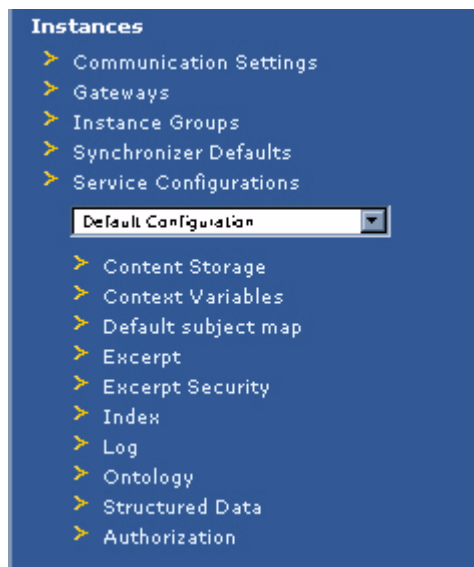 Instances
Communication Settings
Gateways
Instance Groups
Synchronizer Defaults
Service Configurations
Default Configuration
Content Storage
Context Variables
Default subject map
Excerpt
Excerpt Security
Index
Log
Ontology
Structured Data
Authorization